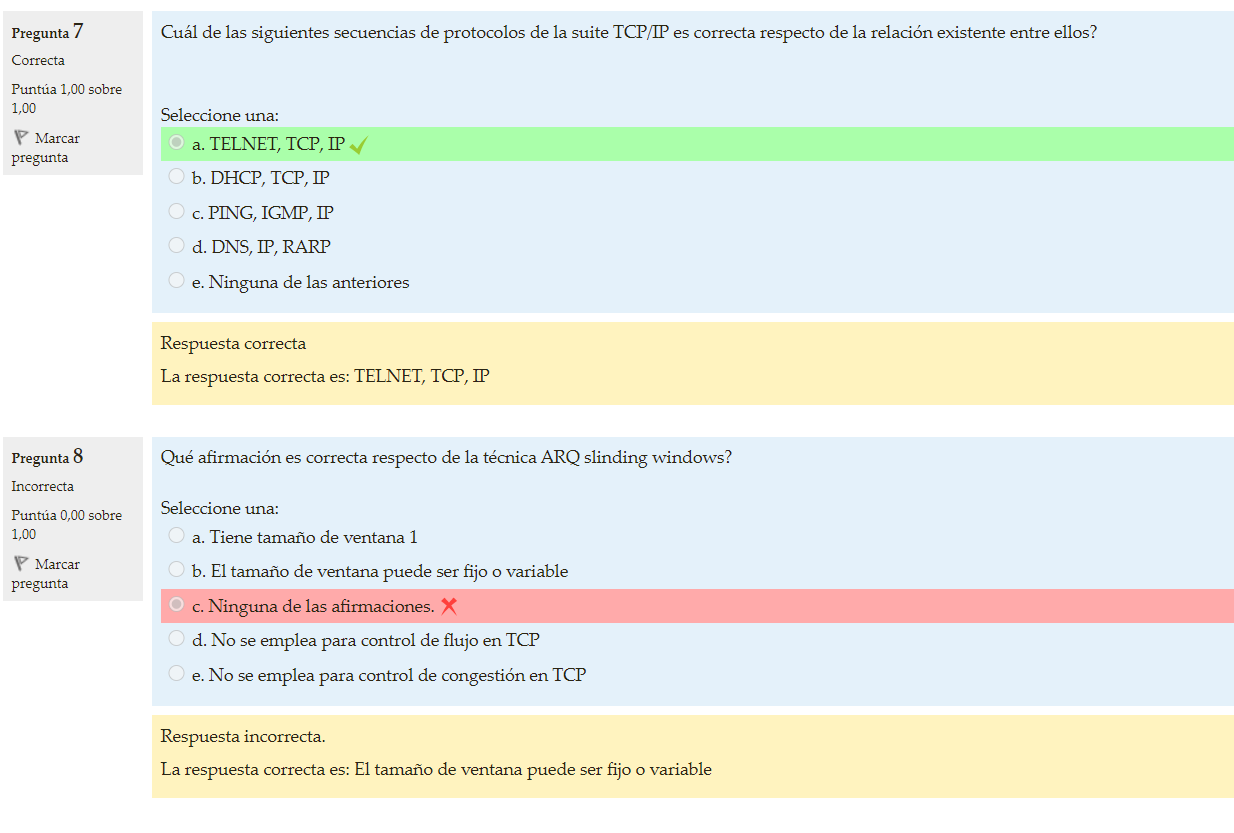 Pregunta 7
Correcta
Puntúa 1,00 sobre
1,00
Marcar
pregunta
Cuál de las siguientes secuencias de protocolos de la suite TCP/IP es correcta respecto de la relación existente entre ellos?
Seleccione una:
a. TELNET, TCP, IP
b. DHCP, TCP, IP
c. PING, IGMP, IP
d. DNS, IP, RARP
e. Ninguna de las anteriores
Respuesta correcta
La respuesta correcta es: TELNET, TCP, IP
Pregunta 8
Incorrecta
Puntúa 0,00 sobre
1,00
Marcar
pregunta
Qué afirmación es correcta respecto de la técnica ARQ slinding windows?
Seleccione una:
a. Tiene tamaño de ventana 1
b. El tamaño de ventana puede ser fijo o variable
c. Ninguna de las afirmaciones.
d. No se emplea para control de flujo en TCP
e. No se emplea para control de congestión en TCP
Respuesta incorrecta.
La respuesta correcta es: El tamaño de ventana puede ser fijo o variable